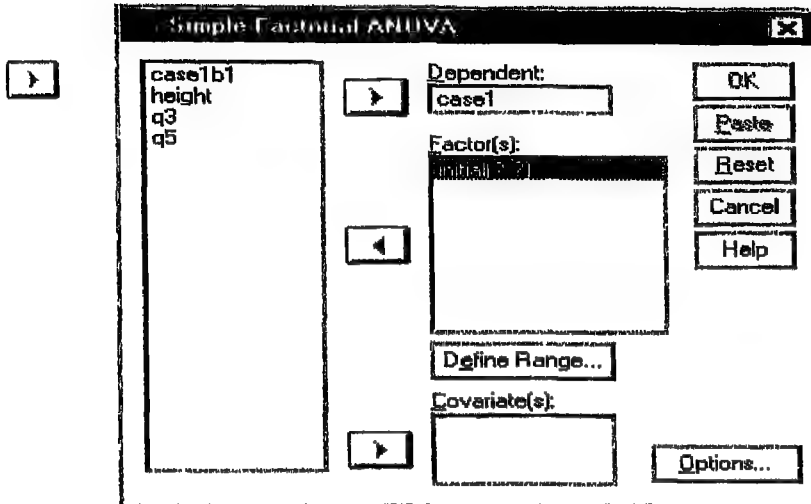 Simple Factorial ANOVA
case1b1
height
q3
q5
Dependent:
case1
Factor(s):
Define Range...
Covariate(s):
OK
Paste
Reset
Cancel
Help
Options...